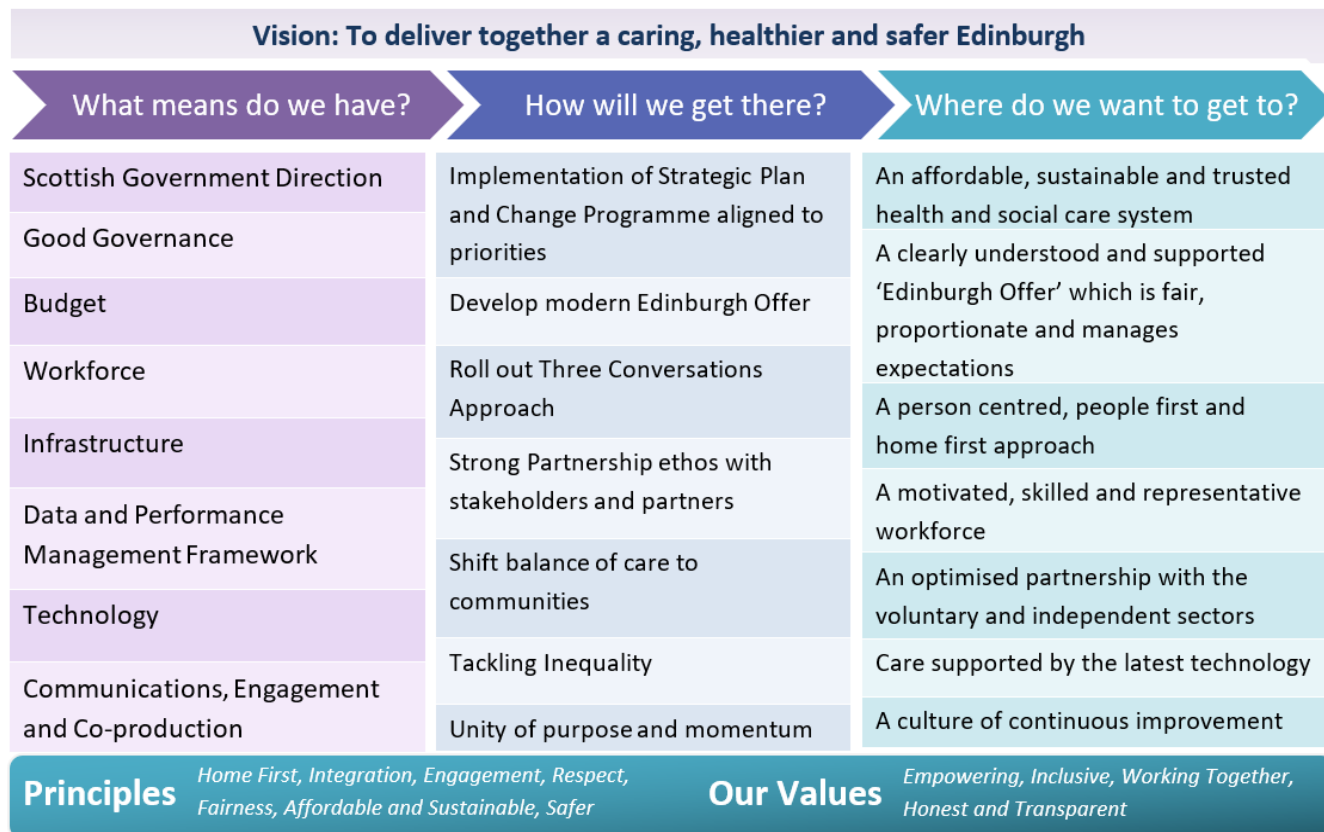 Vision: To deliver together a caring, healthier and safer Edinburgh
What means do we have?
How will we get there?
Where do we want to get to?
Scottish Government Direction
Good Governance
Budget
Workforce
Infrastructure
Data and Performance
Management Framework
Technology
Communications, Engagement
and Co-production
Implementation of Strategic Plan
and Change Programme aligned to
priorities
Develop modern Edinburgh Offer
Roll out Three Conversations
Approach
Strong Partnership ethos with
stakeholders and partners
Shift balance of care to
communities
Tackling Inequality
Unity of purpose and momentum
An affordable, sustainable and trusted
health and social care system
A clearly understood and supported
‘Edinburgh Offer’ which is fair,
proportionate and manages
expectations
A person centred, people first and
home first approach
A motivated, skilled and representative
workforce
An optimised partnership with the
voluntary and independent sectors
Care supported by the latest technology
A culture of continuous improvement
Principles
Home First, Integration, Engagement, Respect,
Fairness, Affordable and Sustainable, Safer
Our Values
Empowering, Inclusive, Working Together,
Honest and Transparent